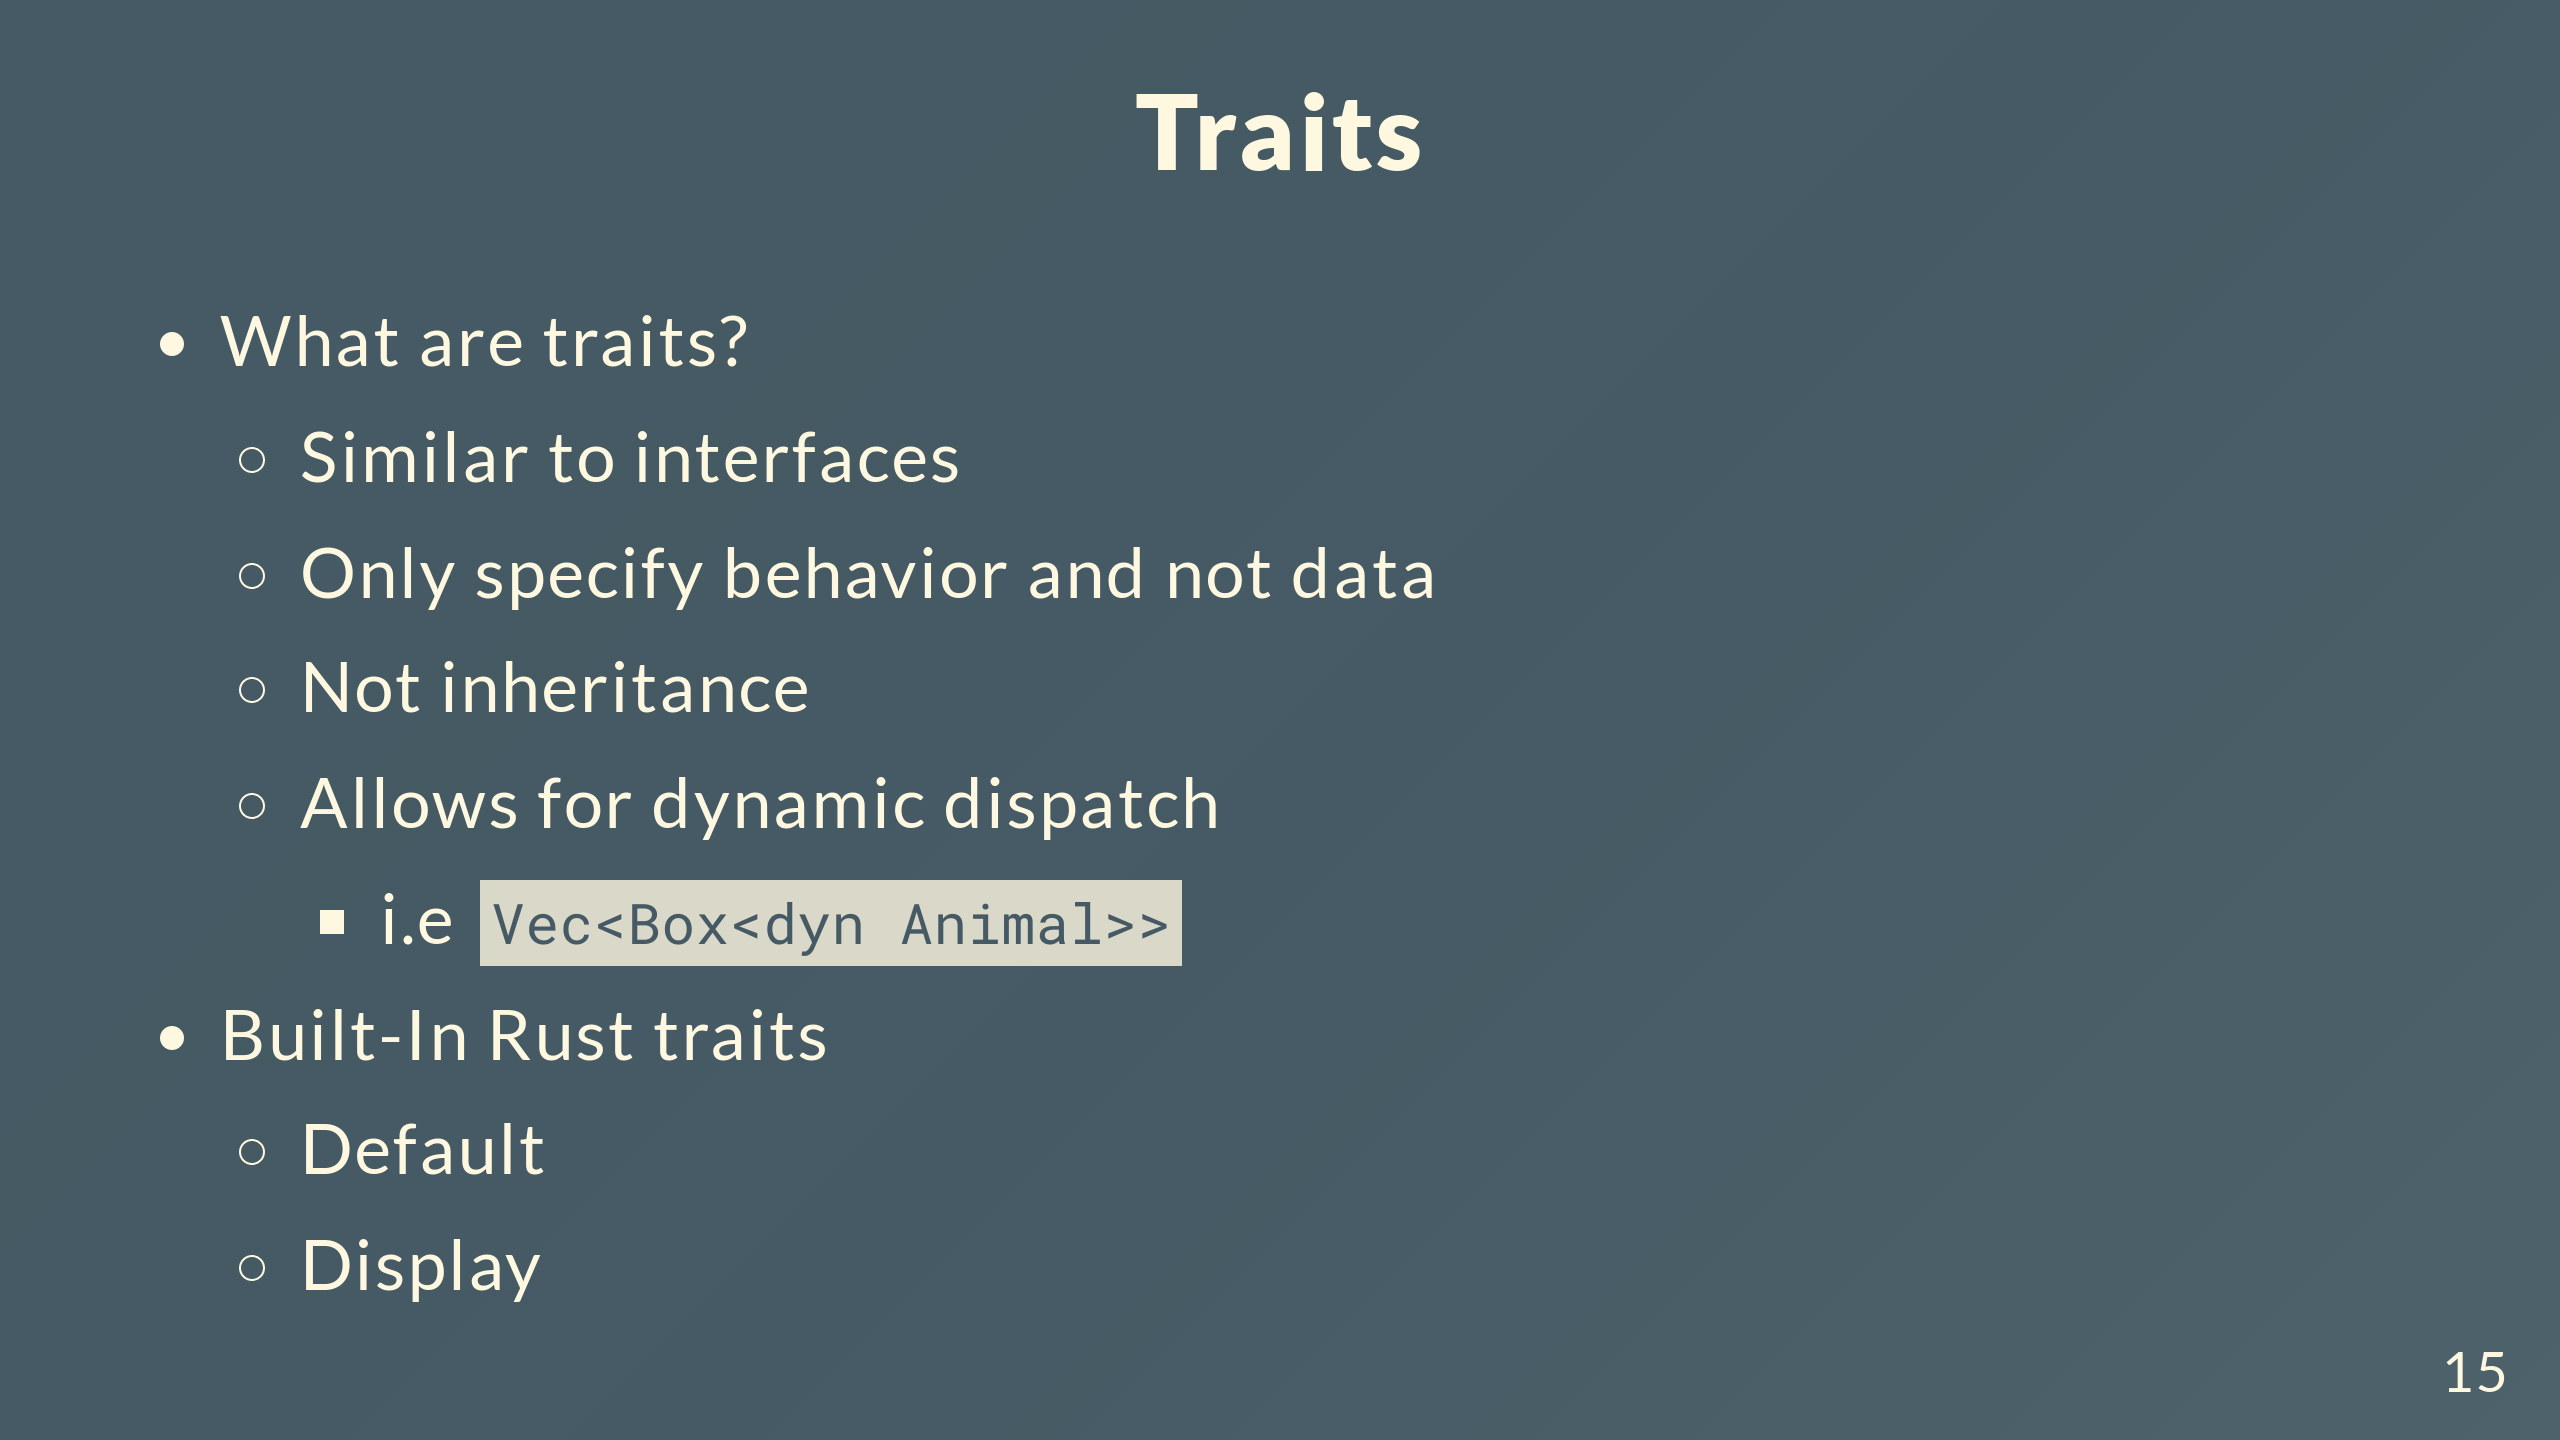 Traits
What are traits?
Similar to interfaces
Only specify behavior and not data
Not inheritance
Allows for dynamic dispatch
i.e Vec<Box<dyn Animal>>
Built-In Rust traits
Default
Display
15